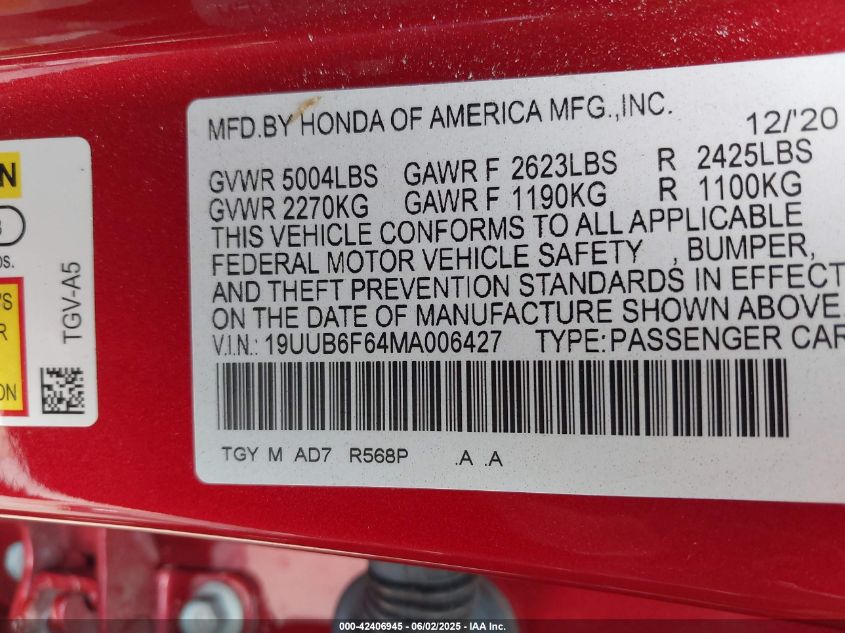 MFD.BY HONDA OF AMERICA MFG.,INC. 12/'20
GVWR 5004LBS GAWR F 2623LBS R 2425LBS
GVWR 2270KG GAWR F 1190KG R 1100KG
THIS VEHICLE CONFORMS TO ALL APPLICABLE
FEDERAL MOTOR VEHICLE SAFETY , BUMPER,
AND THEFT PREVENTION STANDARDS IN EFFECT
ON THE DATE OF MANUFACTURE SHOWN ABOVE.
V.I.N.: 19UUB6F64MA006427 TYPE:PASSENGER CAR
TGY M AD7 R568P .A .A
TGV-A5
000-42406945 - 06/02/2025 - IAA Inc.